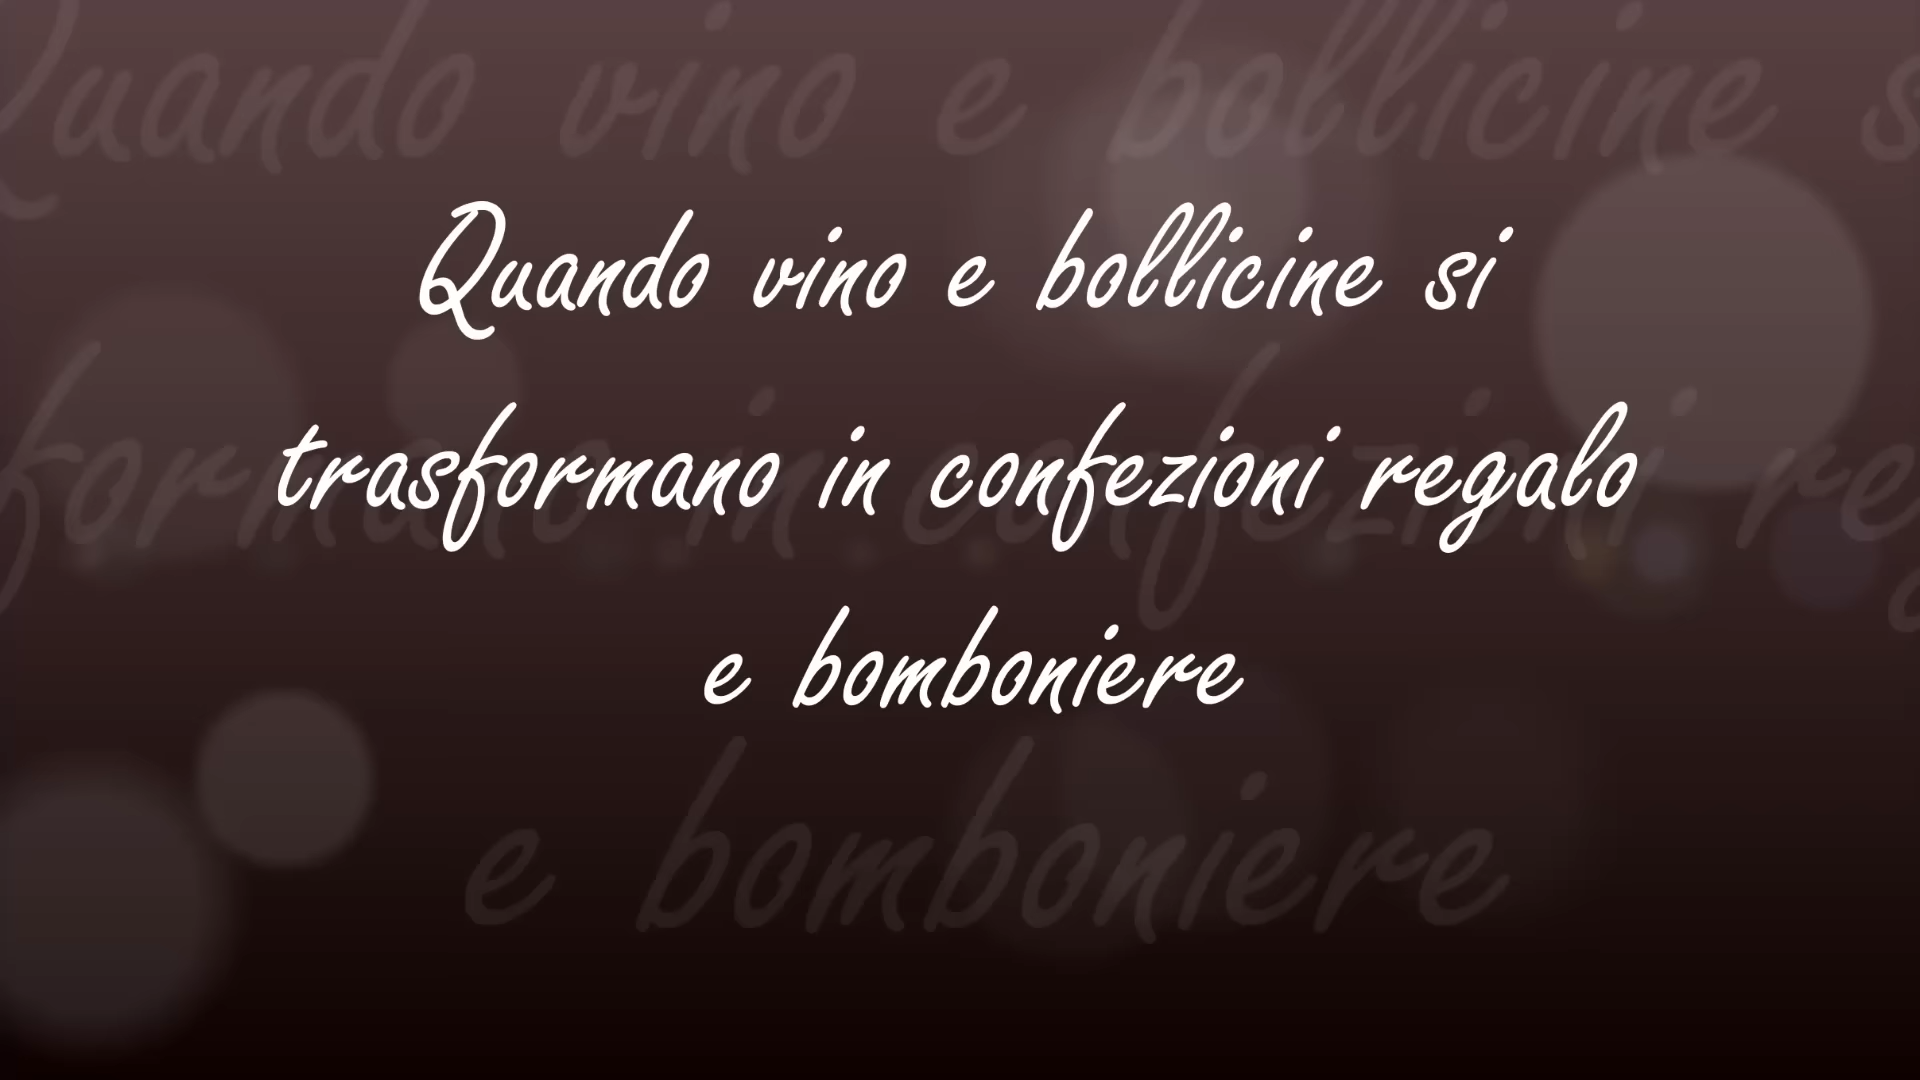 Quando vino e bollicine si
trasformano in confezioni regalo
e bomboniere